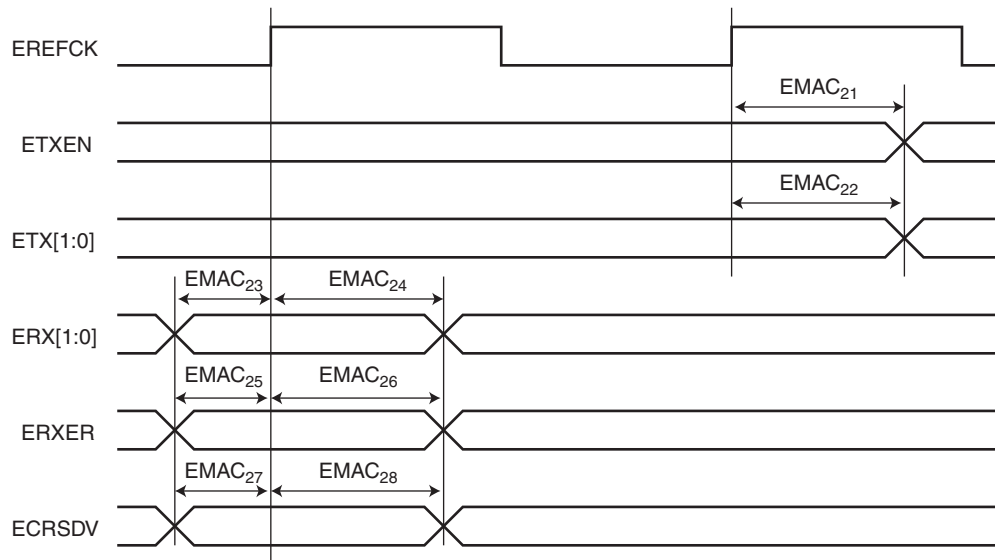 EREFCK
EMAC21
ETXEN
EMAC22
ETX[1:0]
EMAC23 EMAC24
ERX[1:0]
EMAC25 EMAC26
ERXER
EMAC27 EMAC28
ECRSDV